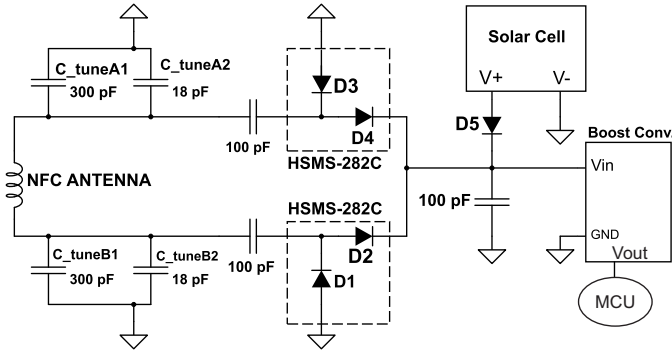 C_tuneA1
300 pF
C_tuneA2
18 pF
100 pF
D3
D4
HSMS-282C
Solar Cell
V+ V-
D5
Boost Conv.
Vin
GND
Vout
MCU
100 pF
NFC ANTENNA
HSMS-282C
D2
D1
100 pF
C_tuneB1
300 pF
C_tuneB2
18 pF